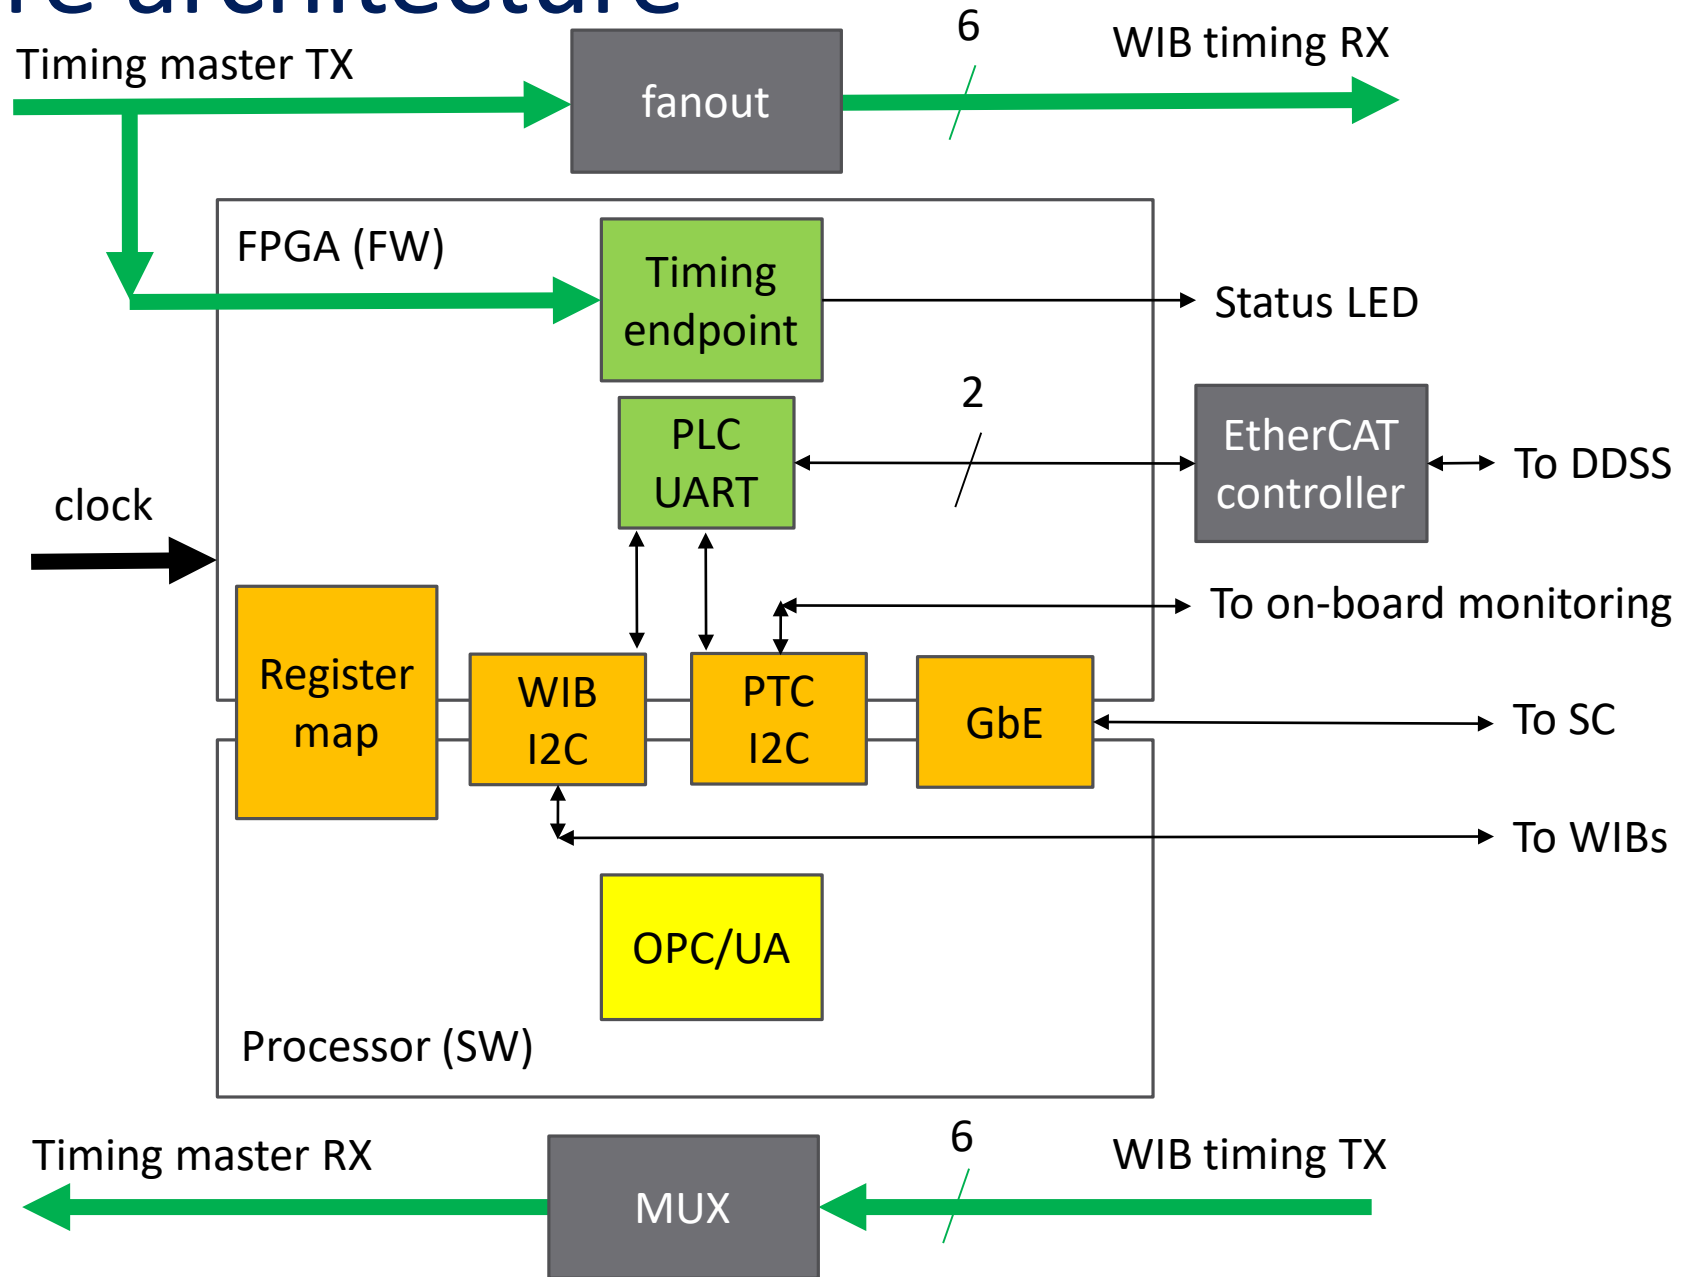 architecture
Timing master TX
fanout
6
WIB timing RX
FPGA (FW)
Timing
endpoint
Status LED
PLC
UART
2
EtherCAT
controller
To DDSS
clock
To on-board monitoring
Register
map
WIB
I2C
PTC
I2C
GbE
To SC
To WIBs
OPC/UA
Processor (SW)
Timing master RX
MUX
6
WIB timing TX